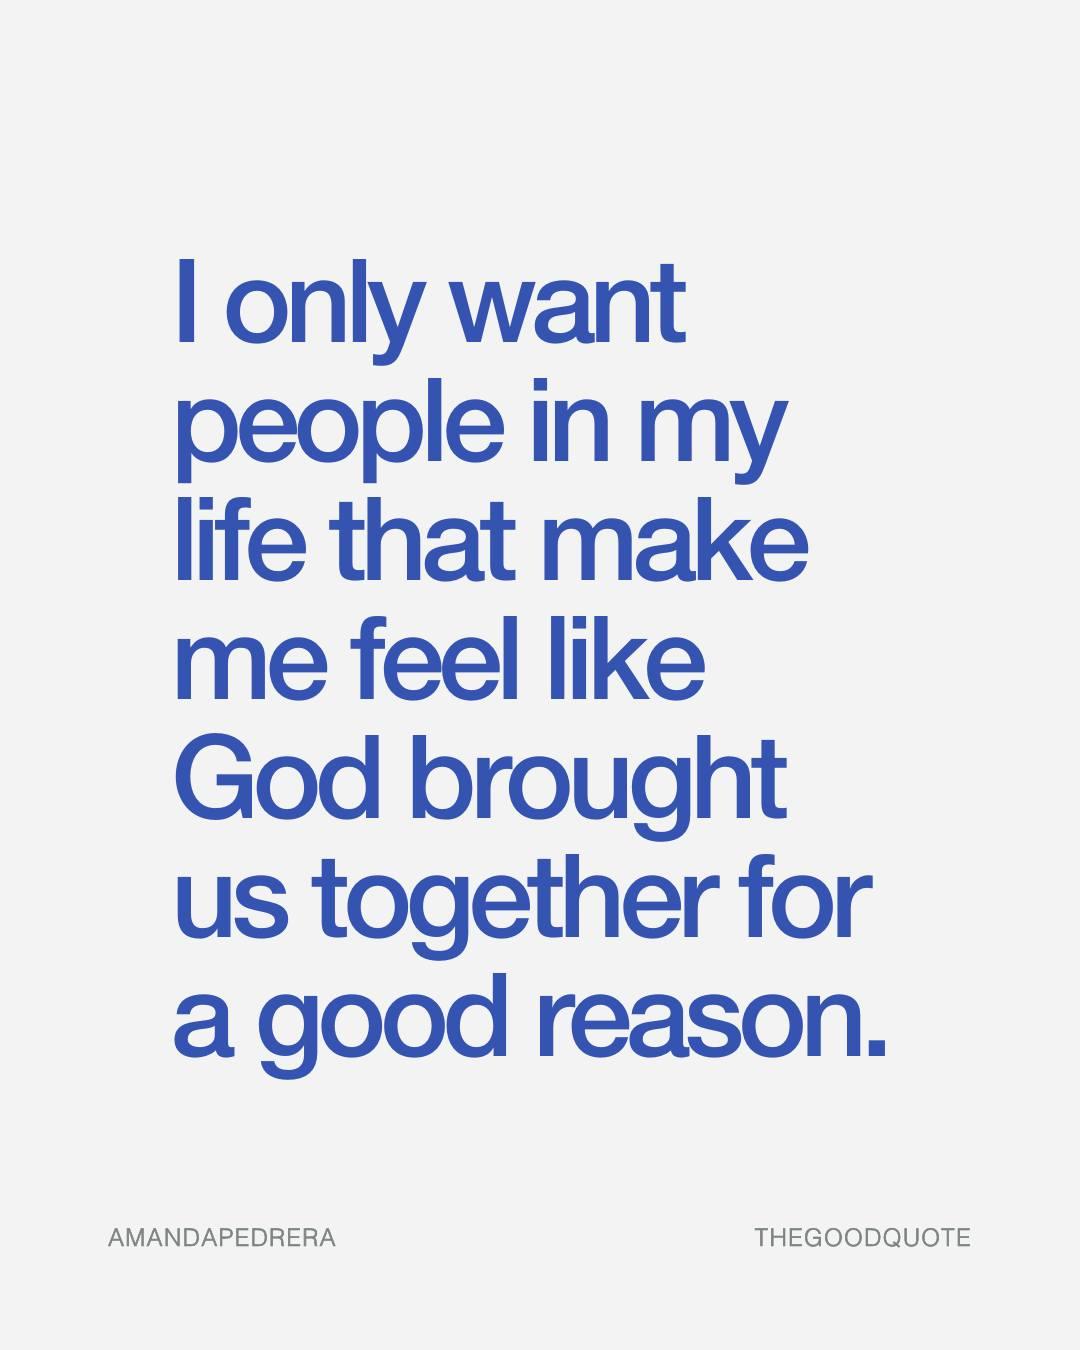 I only want
people in my
life that make
me feel like
God brought
us together for
a good reason.
AMANDAPEDRERA
THEGOODQUOTE